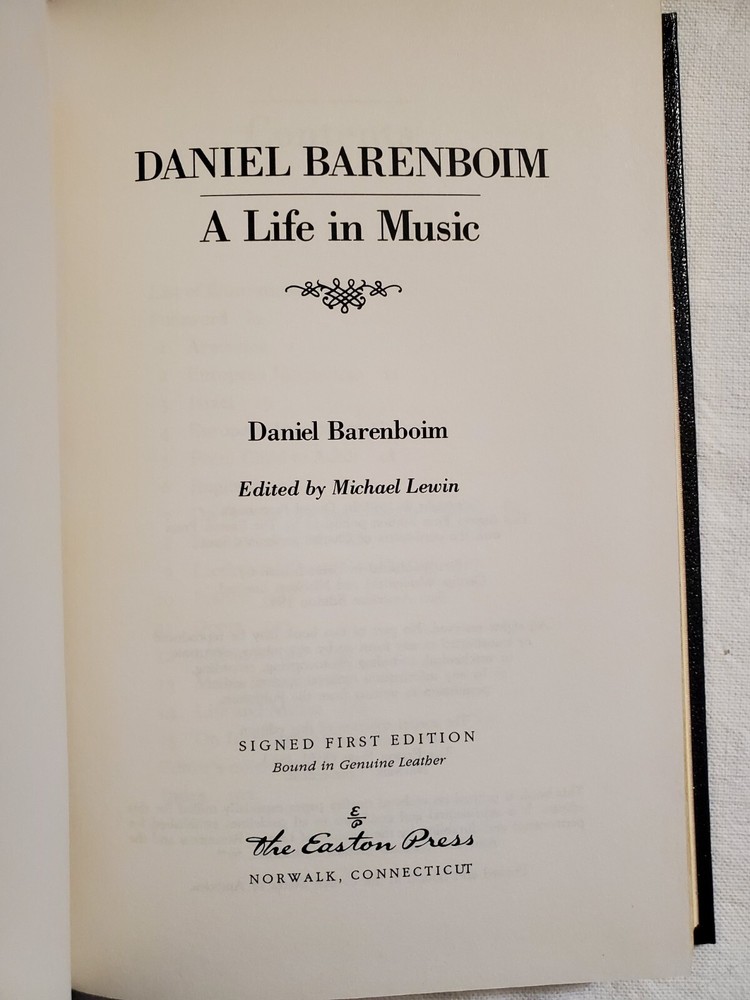 DANIEL BARENBOIM
A Life in Music
Daniel Barenboim
Edited by Michael Lewin
SIGNED FIRST EDITION
Bound in Genuine Leather
E
P
The Easton Press
NORWALK, CONNECTICUT